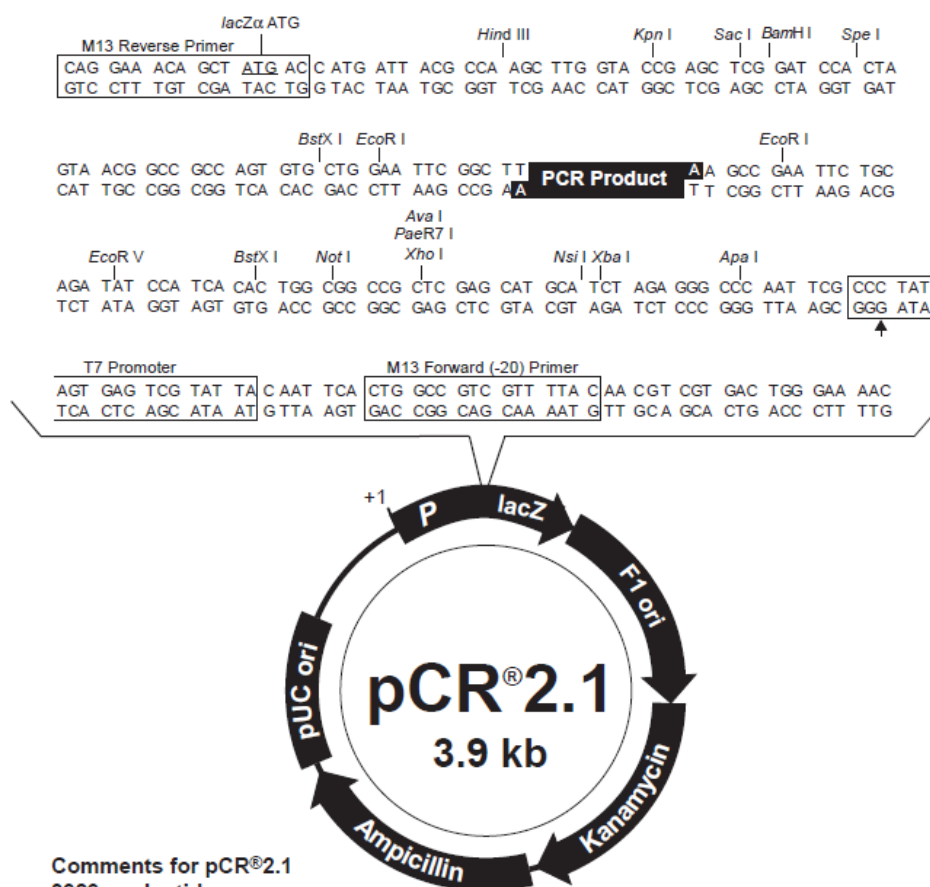 lacZα ATG
M13 Reverse Primer
Hind III Kpn I Sac I BamH I Spe I
CAG GAA ACA GCT ATG AC C ATG ATT ACG CCA AGC TTG GTA CCG AGC TCG GAT CCA CTA
GTC CTT TGT CGA TAC TG G TAC TAA TGC GGT TCG AAC CAT GGC TCG AGC CTA GGT GAT
BstX I EcoR I EcoR I
GTA ACG GCC GCC AGT GTG CTG GAA TTC GGC TT PCR Product A A GCC GAA TTC TGC
CAT TGC CGG CGG TCA CAC GAC CTT AAG CCG A A T T CGG CTT AAG ACG
Ava I
PaeR7 I
EcoR V BstX I Not I Xho I Nsi I Xba I Apa I
AGA TAT CCA TCA CAC TGG CGG CCG CTC GAG CAT GCA TCT AGA GGG CCC AAT TCG CCC TAT
TCT ATA GGT AGT GTG ACC GCC GGC GAG CTC GTA CGT AGA TCT CCC GGG TTA AGC GGG ATA
T7 Promoter M13 Forward (-20) Primer
AGT GAG TCG TAT TA C AAT TCA CTG GCC GTC GTT TTA C AA CGT CGT GAC TGG GAA AAC
TCA CTC AGC ATA AT G TTA AGT GAC CGG CAG CAA AAT G TT GCA GCA CTG ACC CTT TTG
+1
P
lacZ
F1 ori
Kanamycin
Ampicillin
pUC ori
pCR®2.1
3.9 kb
Comments for pCR®2.1